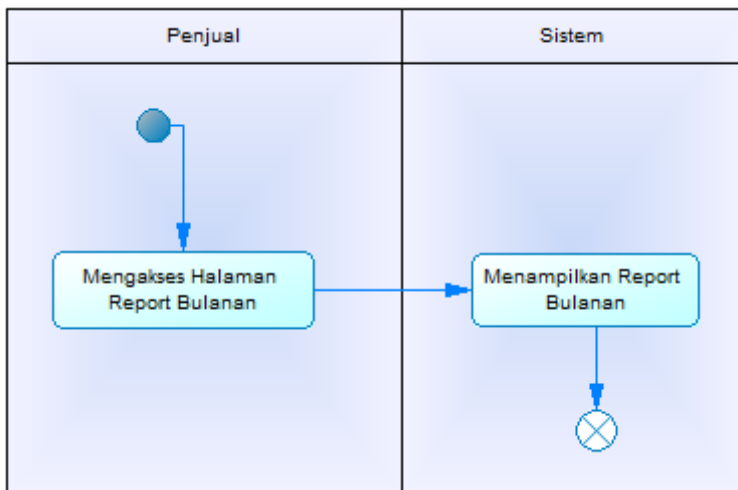 Penjual
Sistem
Mengakses Halaman
Report Bulanan
Menampilkan Report
Bulanan